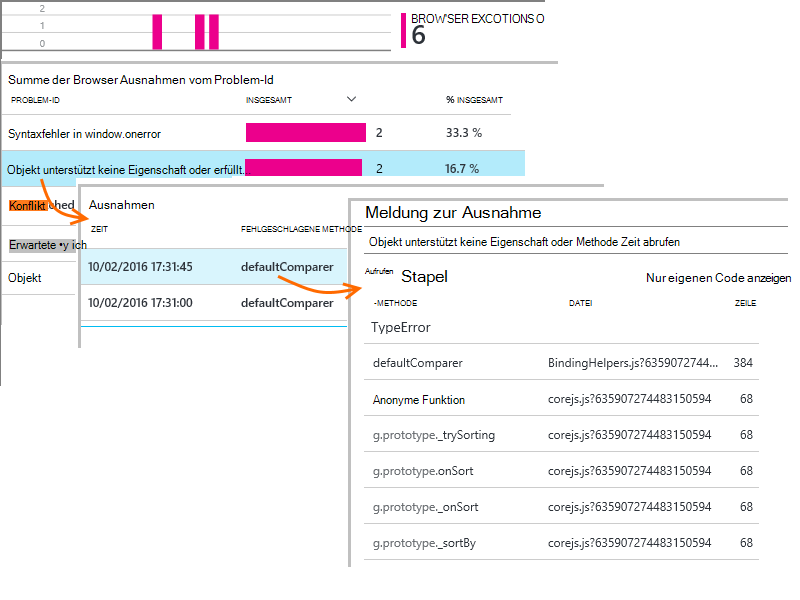 2
1
0
BROWSER EXCOTIONS O
6
Summe der Browser Ausnahmen vom Problem-Id
PROBLEM-ID INSGESAMT % INSGESAMT
Syntaxfehler in window.onerror 2 33.3 %
Objekt unterstützt keine Eigenschaft oder erfüllt.. 2 16.7 %
Konflikt ched
Erwartete •y ich
Objekt
Ausnahmen
ZEIT FEHLGESCHLAGENE METHODE
10/02/2016 17:31:45 defaultComparer
10/02/2016 17:31:00 defaultComparer
Meldung zur Ausnahme
Objekt unterstützt keine Eigenschaft oder Methode Zeit abrufen
Aufrufen Stapel Nur eigenen Code anzeigen
-METHODE DATEI ZEILE
TypeError
defaultComparer BindingHelpers.js?6359072744... 384
Anonyme Funktion corejs.js?635907274483150594 68
g.prototype._trySorting corejs.js?635907274483150594 68
g.prototype.onSort corejs.js?635907274483150594 68
g.prototype._onSort corejs.js?635907274483150594 68
g.prototype._sortBy corejs.js?635907274483150594 68